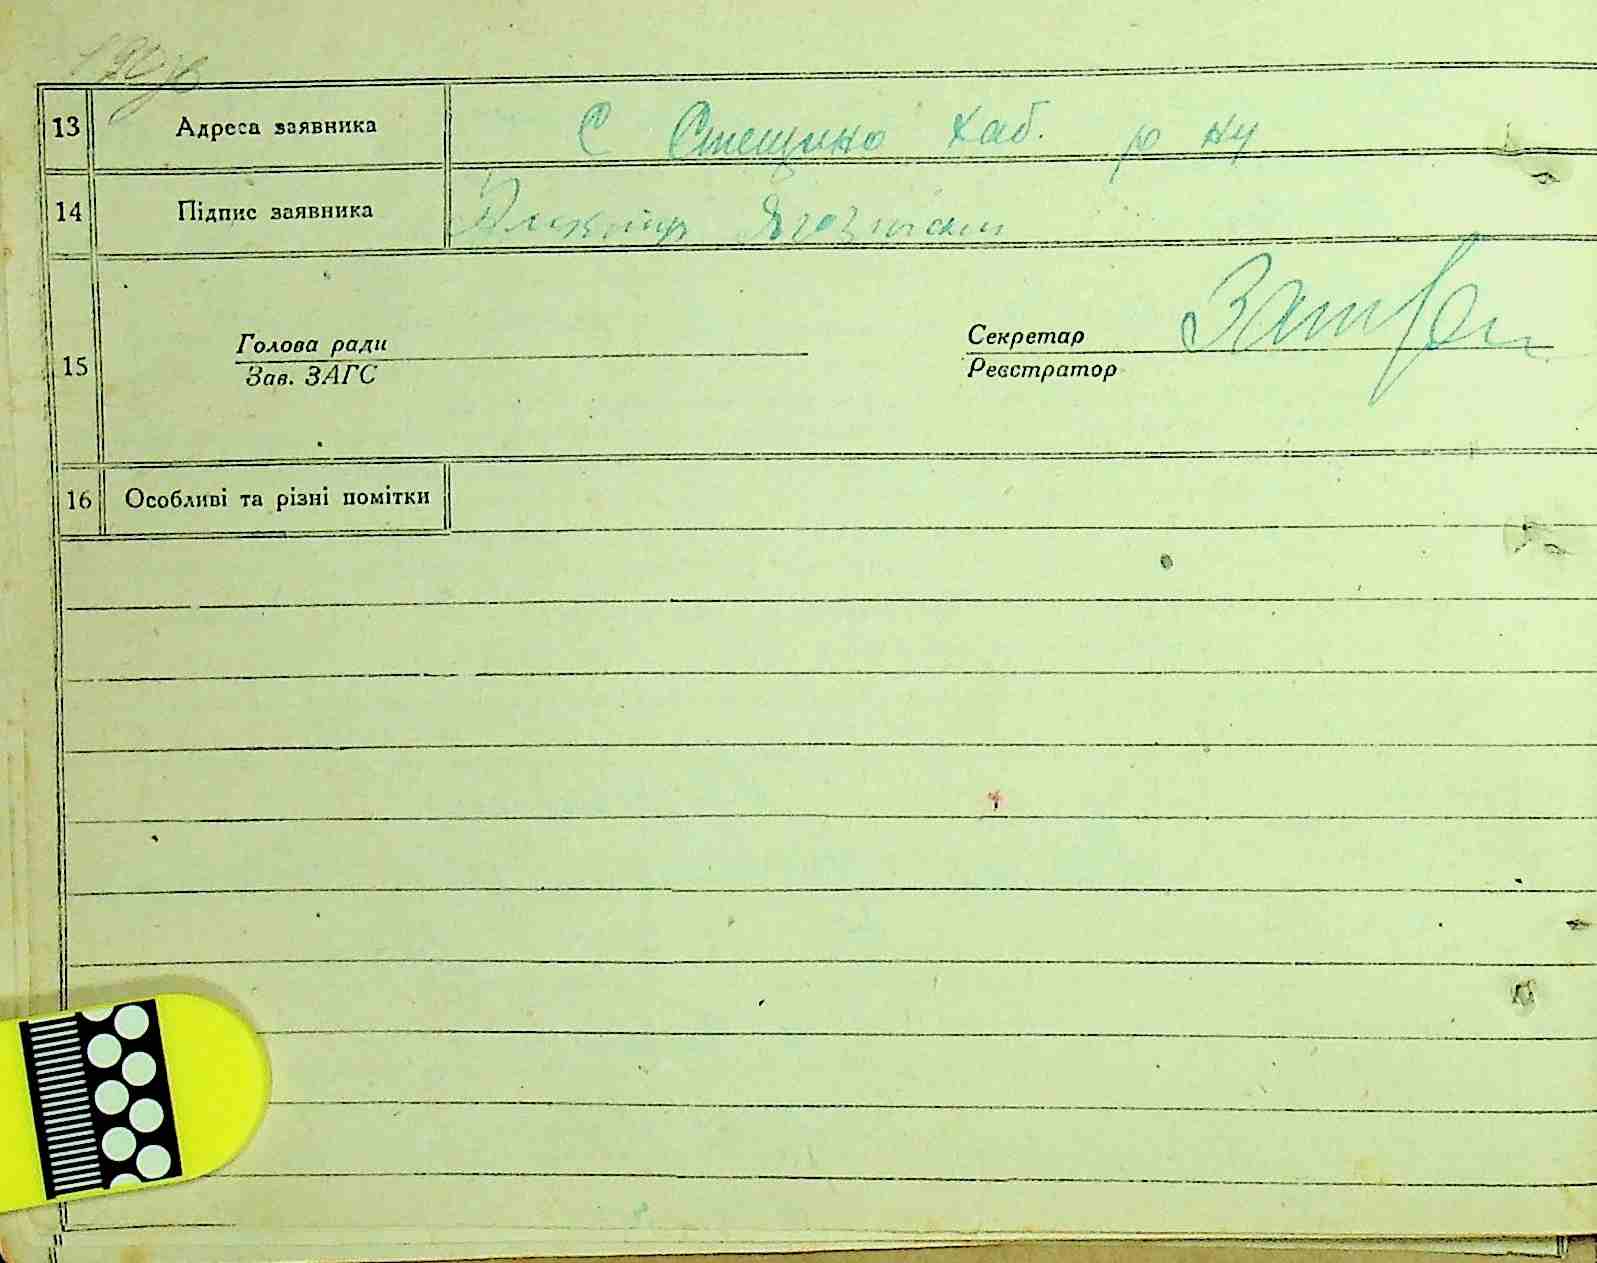 13 Адреса заявника С Стещино Хаб. р ну
14 Підпис заявника
15
Голова ради
Зав. ЗАГС
Секретар
Реєстратор
16 Особливі та різні помітки